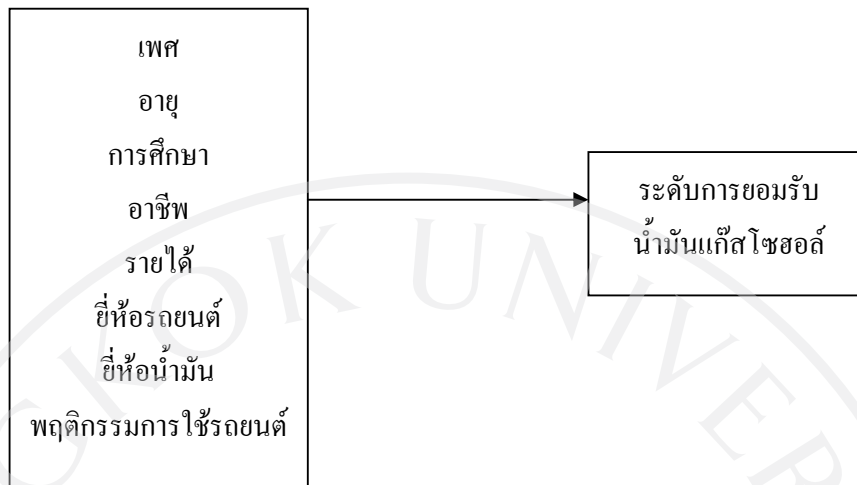 เพศ
อายุ
การศึกษา
อาชีพ
รายได้
ยี่ห้อรถยนต์
ยี่ห้อน้ำมัน
พฤติกรรมการใช้รถยนต์
ระดับการยอมรับ
น้ำมันแก๊สโซฮอล์
GKOK UNIVER